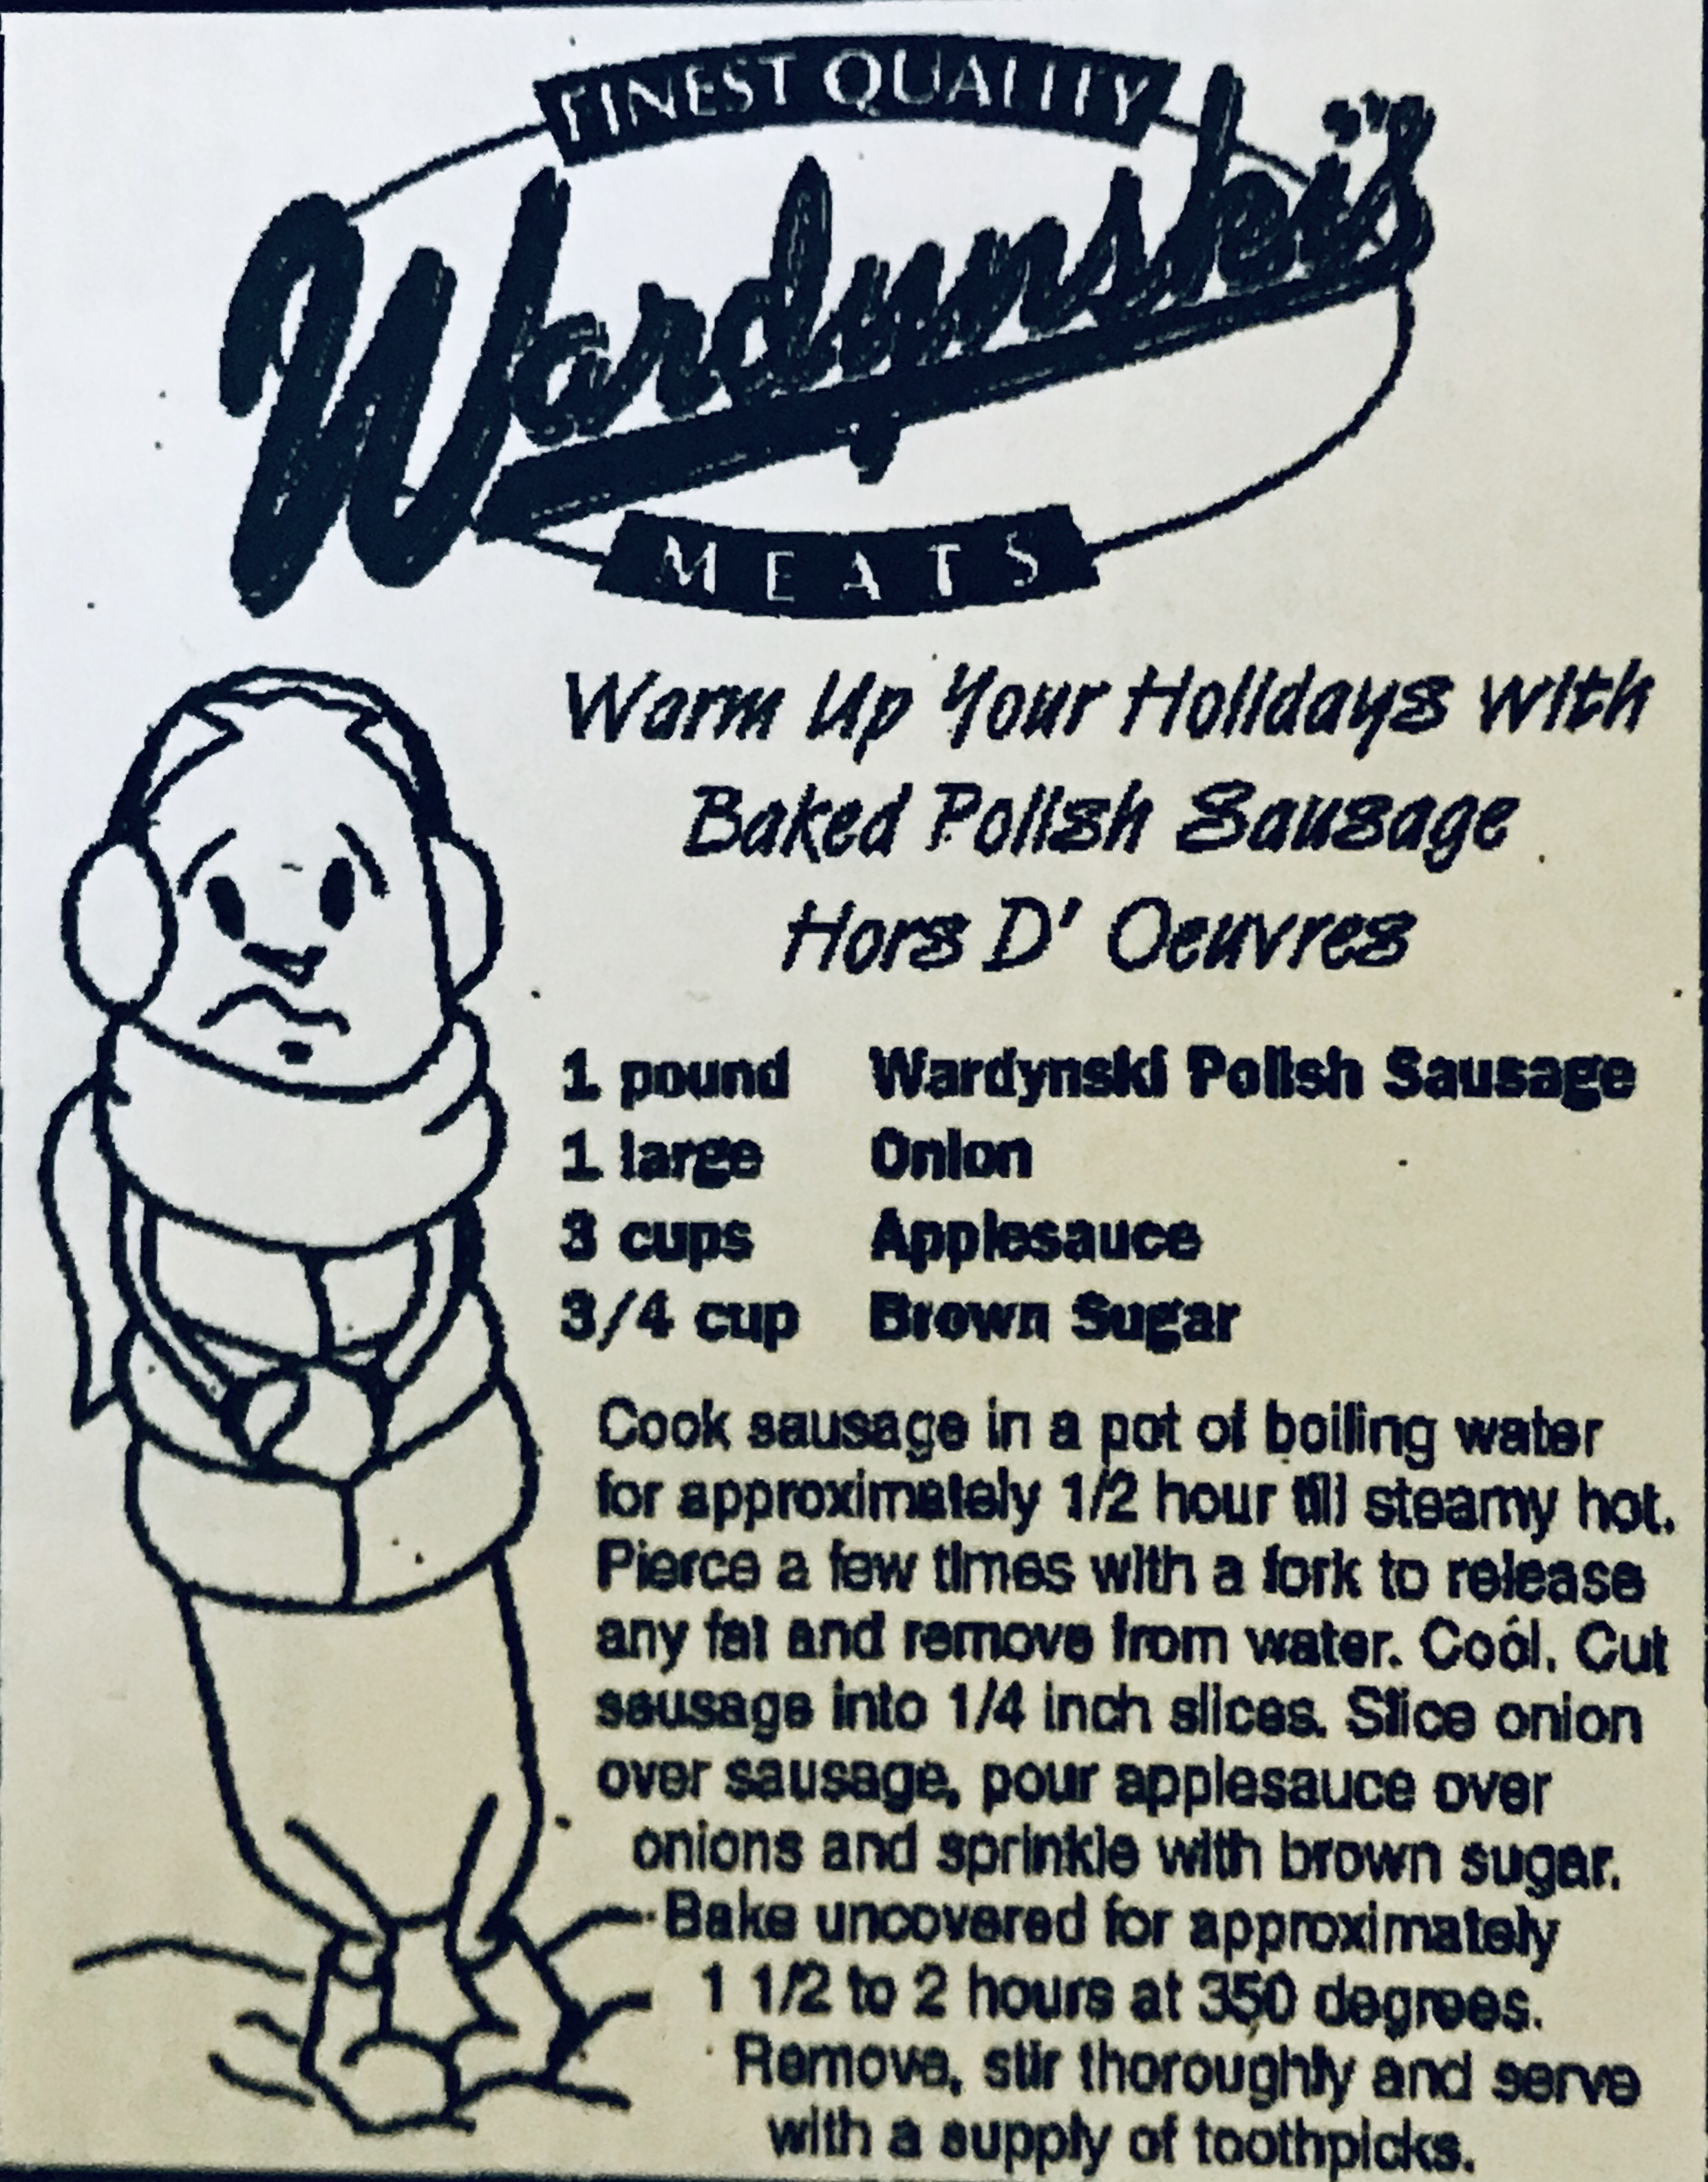 FINEST QUALITY
Wardynski's
MEATS
Warm Up Your Holidays with
Baked Polish Sausage
Hors D' Oeuvres
1 pound Wardynski Polish Sausage
1 large Onion
3 cups Applesauce
3/4 cup Brown Sugar
Cook sausage in a pot of boiling water
for approximately 1/2 hour till steamy hot.
Pierce a few times with a fork to release
any fat and remove from water. Cool. Cut
sausage into 1/4 inch slices. Slice onion
over sausage, pour applesauce over
onions and sprinkle with brown sugar.
Bake uncovered for approximately
1 1/2 to 2 hours at 350 degrees.
Remove, stir thoroughly and serve
with a supply of toothpicks.